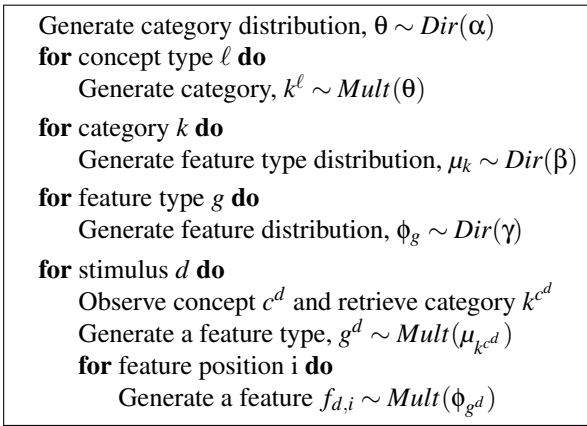 Generate category distribution, θ ∼ Dir(α)
for concept type ℓ do
Generate category, k^ℓ ∼ Mult(θ)
for category k do
Generate feature type distribution, μ_k ∼ Dir(β)
for feature type g do
Generate feature distribution, ϕ_g ∼ Dir(γ)
for stimulus d do
Observe concept c^d and retrieve category k^{c^d}
Generate a feature type, g^d ∼ Mult(μ_{k^{c^d}})
for feature position i do
Generate a feature f_{d,i} ∼ Mult(ϕ_{g^d})